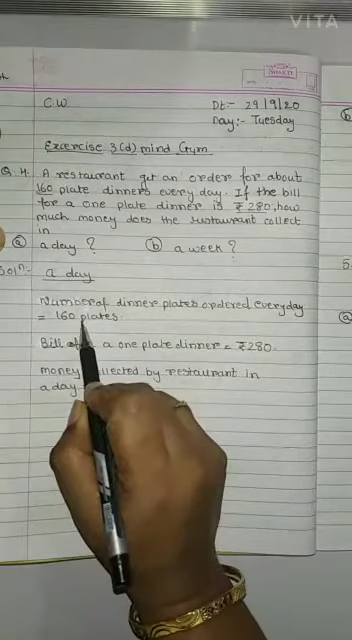 VITA
SHAKTI
C.W
Dt:- 29/9/20
Day:- Tuesday
Excercise 3(d) mind Gym
Q.4. A restaurant get an order for about
160 plate dinners every day. If the bill
for a one plate dinner is ₹280, how
much money does the restaurant collect
in
ⓐ a day? ⓑ a week?
Solⁿ- a day
Number of dinner plates ordered everyday
= 160 plates.
Bill of a one plate dinner = ₹280.
money collected by restaurant in
a day